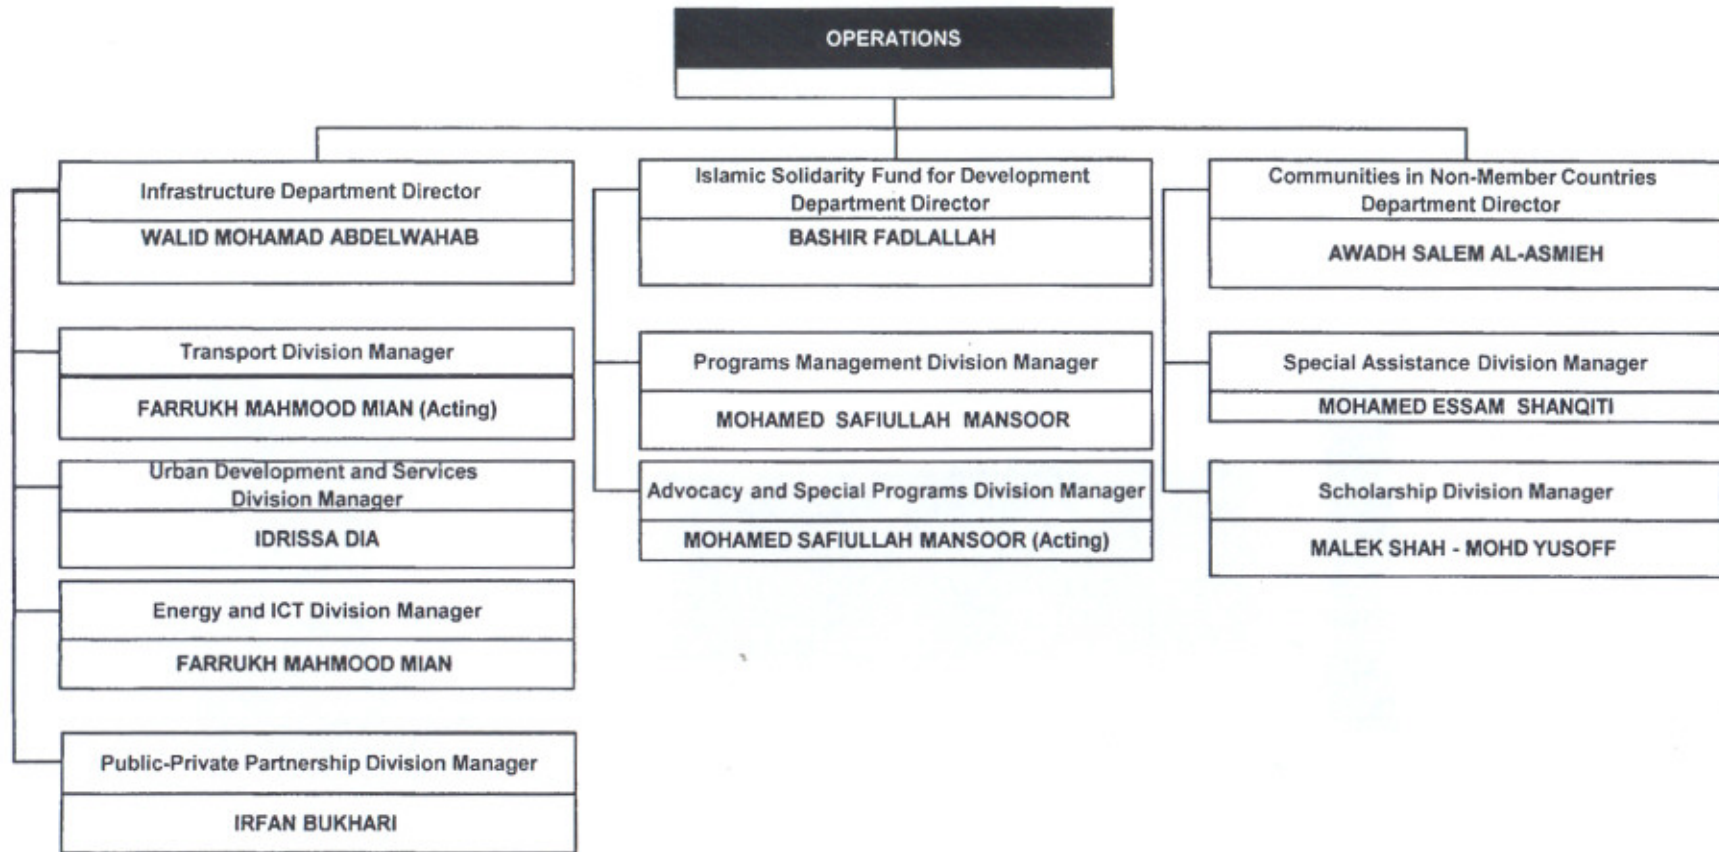 OPERATIONS
Infrastructure Department Director
WALID MOHAMAD ABDELWAHAB
Transport Division Manager
FARRUKH MAHMOOD MIAN (Acting)
Urban Development and Services
Division Manager
IDRISSA DIA
Energy and ICT Division Manager
FARRUKH MAHMOOD MIAN
Public-Private Partnership Division Manager
IRFAN BUKHARI
Islamic Solidarity Fund for Development
Department Director
BASHIR FADLALLAH
Programs Management Division Manager
MOHAMED SAFIULLAH MANSOOR
Advocacy and Special Programs Division Manager
MOHAMED SAFIULLAH MANSOOR (Acting)
Communities in Non-Member Countries
Department Director
AWADH SALEM AL-ASMIEH
Special Assistance Division Manager
MOHAMED ESSAM SHANQITI
Scholarship Division Manager
MALEK SHAH - MOHD YUSOFF